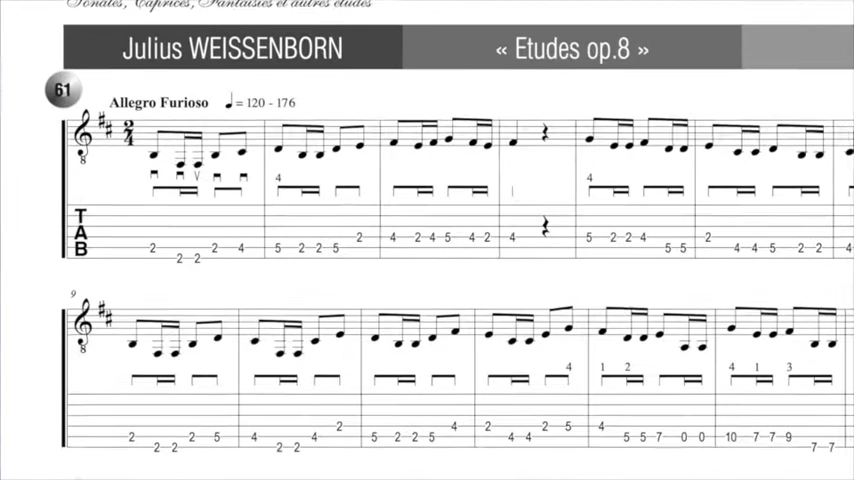 Sonates, Caprices, Fantaisies et autres études
Julius WEISSENBORN « Etudes op.8 »
61
Allegro Furioso ♩ = 120 - 176
2 4
8
V
4 4
T A B
2 2 2 2 4 5 2 2 5 2 4 2 4 5 4 2 4 5 2 2 4 5 5 2 4 4 5 2 2 4
9
8
4 1 2 4 1 3
2 2 2 2 5 4 2 2 4 2 5 2 2 5 4 2 4 4 2 5 4 5 5 7 0 0 10 7 7 9 7 7